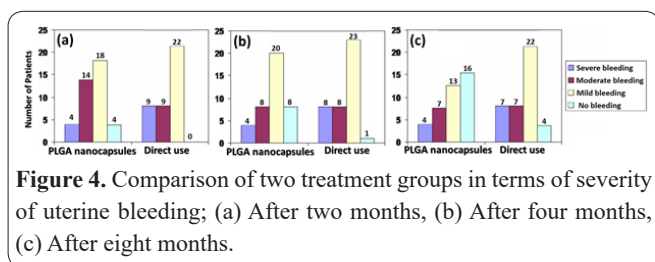 (a) (b) (c)
25 25 25
20 20 20
15 15 15
10 10 10
5 5 5
0 0 0
Number of Patients
4 14 18 4 9 9 22 0
4 8 20 8 8 8 23 1
4 7 13 16 7 7 22 4
PLGA nanocapsules Direct use PLGA nanocapsules Direct use PLGA nanocapsules Direct use
Severe bleeding
Moderate bleeding
Mild bleeding
No bleeding
Figure 4. Comparison of two treatment groups in terms of severity
of uterine bleeding; (a) After two months, (b) After four months,
(c) After eight months.